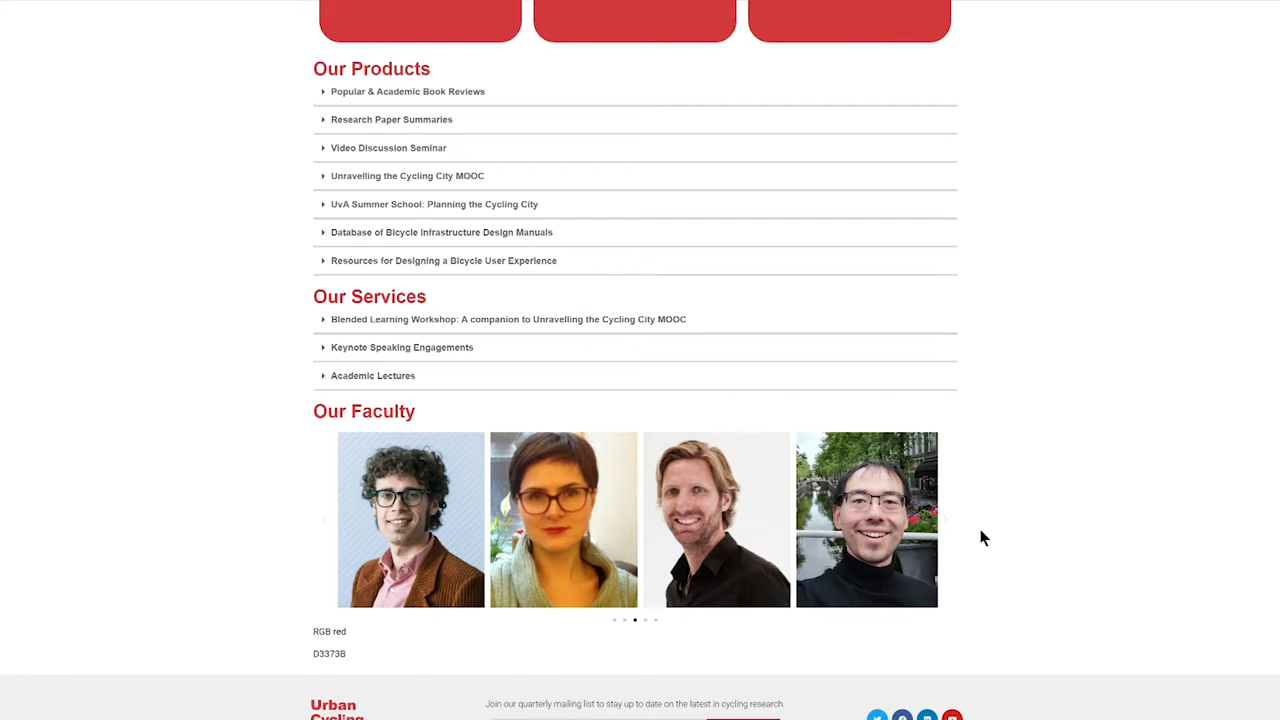 Our Products
Popular & Academic Book Reviews
Research Paper Summaries
Video Discussion Seminar
Unravelling the Cycling City MOOC
UvA Summer School: Planning the Cycling City
Database of Bicycle Infrastructure Design Manuals
Resources for Designing a Bicycle User Experience
Our Services
Blended Learning Workshop: A companion to Unravelling the Cycling City MOOC
Keynote Speaking Engagements
Academic Lectures
Our Faculty
RGB red
D3373B
Urban
Cycling
Join our quarterly mailing list to stay up to date on the latest in cycling research.